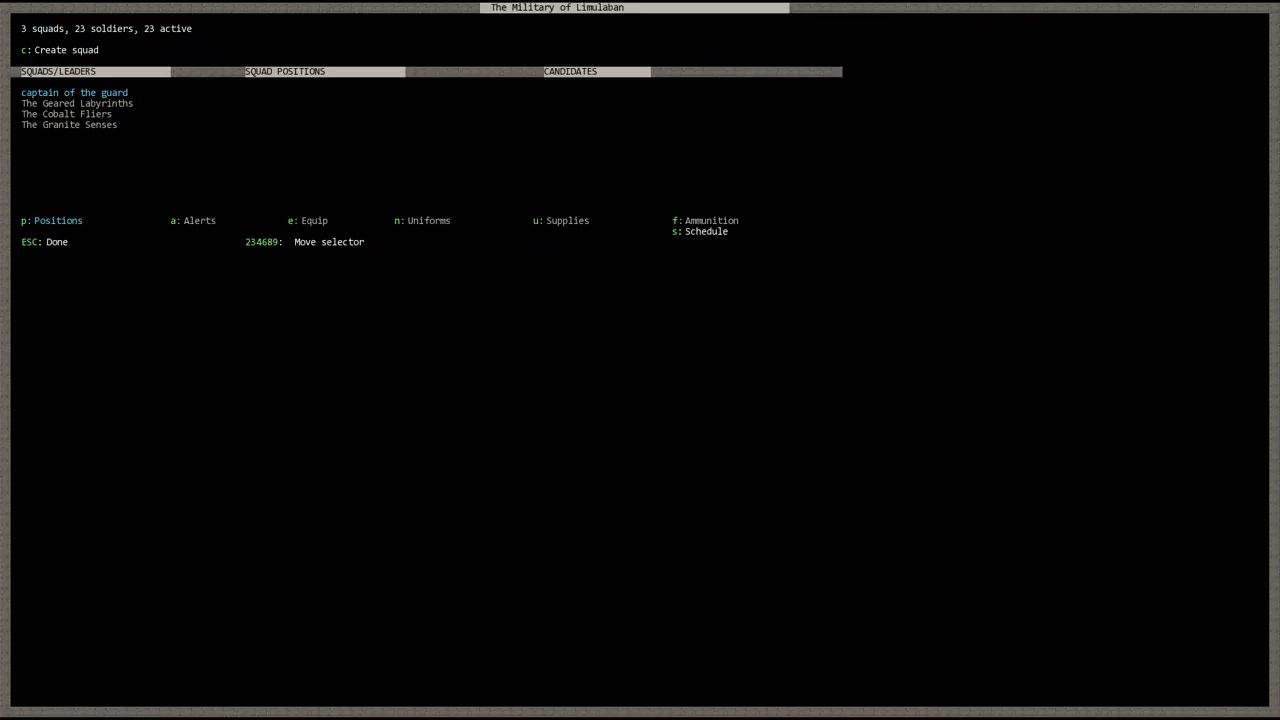 The Military of Limulaban
3 squads, 23 soldiers, 23 active
c: Create squad
SQUADS/LEADERS SQUAD POSITIONS CANDIDATES
captain of the guard
The Geared Labyrinths
The Cobalt Fliers
The Granite Senses
p: Positions a: Alerts e: Equip n: Uniforms u: Supplies f: Ammunition
s: Schedule
ESC: Done 234689: Move selector